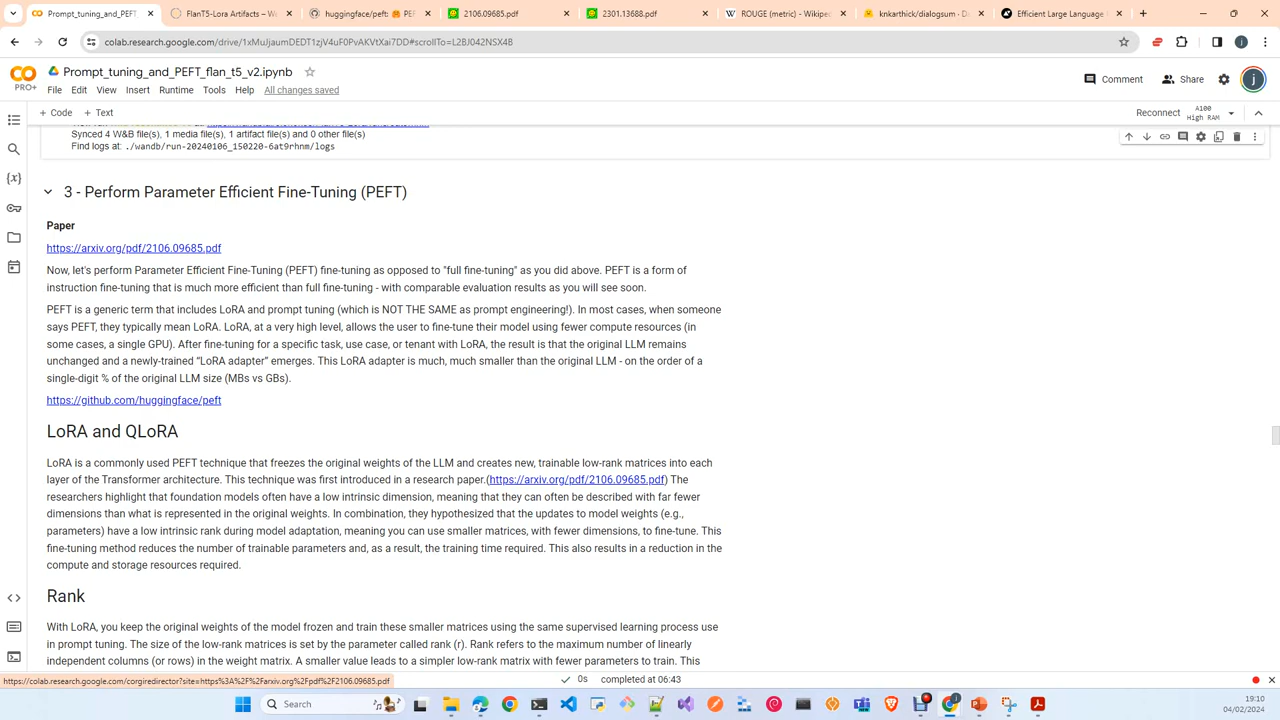 Prompt_tuning_and_PEFT_
FlanT5-Lora Artifacts – W
huggingface/peft: PEF
2106.09685.pdf
2301.13688.pdf
ROUGE (metric) - Wikipe
knkarthick/dialogsum · D
Efficient Large Language
colab.research.google.com/drive/1xMuJjaumDEDT1zjV4uF0PvAKVtXai7DD#scrollTo=L2BJ042NSX4B
Prompt_tuning_and_PEFT_flan_t5_v2.ipynb
PRO+
File Edit View Insert Runtime Tools Help All changes saved
Comment Share
+ Code + Text
Reconnect A100 High RAM
Synced 4 W&B file(s), 1 media file(s), 1 artifact file(s) and 0 other file(s)
Find logs at: ./wandb/run-20240106_150220-6at9rhnm/logs
3 - Perform Parameter Efficient Fine-Tuning (PEFT)
Paper
https://arxiv.org/pdf/2106.09685.pdf
Now, let's perform Parameter Efficient Fine-Tuning (PEFT) fine-tuning as opposed to "full fine-tuning" as you did above. PEFT is a form of
instruction fine-tuning that is much more efficient than full fine-tuning - with comparable evaluation results as you will see soon.
PEFT is a generic term that includes LoRA and prompt tuning (which is NOT THE SAME as prompt engineering!). In most cases, when someone
says PEFT, they typically mean LoRA. LoRA, at a very high level, allows the user to fine-tune their model using fewer compute resources (in
some cases, a single GPU). After fine-tuning for a specific task, use case, or tenant with LoRA, the result is that the original LLM remains
unchanged and a newly-trained “LoRA adapter” emerges. This LoRA adapter is much, much smaller than the original LLM - on the order of a
single-digit % of the original LLM size (MBs vs GBs).
https://github.com/huggingface/peft
LoRA and QLoRA
LoRA is a commonly used PEFT technique that freezes the original weights of the LLM and creates new, trainable low-rank matrices into each
layer of the Transformer architecture. This technique was first introduced in a research paper.(https://arxiv.org/pdf/2106.09685.pdf) The
researchers highlight that foundation models often have a low intrinsic dimension, meaning that they can often be described with far fewer
dimensions than what is represented in the original weights. In combination, they hypothesized that the updates to model weights (e.g.,
parameters) have a low intrinsic rank during model adaptation, meaning you can use smaller matrices, with fewer dimensions, to fine-tune. This
fine-tuning method reduces the number of trainable parameters and, as a result, the training time required. This also results in a reduction in the
compute and storage resources required.
Rank
With LoRA, you keep the original weights of the model frozen and train these smaller matrices using the same supervised learning process use
in prompt tuning. The size of the low-rank matrices is set by the parameter called rank (r). Rank refers to the maximum number of linearly
independent columns (or rows) in the weight matrix. A smaller value leads to a simpler low-rank matrix with fewer parameters to train. This
https://colab.research.google.com/corgiredirector?site=https%3A%2F%2Farxiv.org%2Fpdf%2F2106.09685.pdf
0s completed at 06:43
Search
19:10
04/02/2024